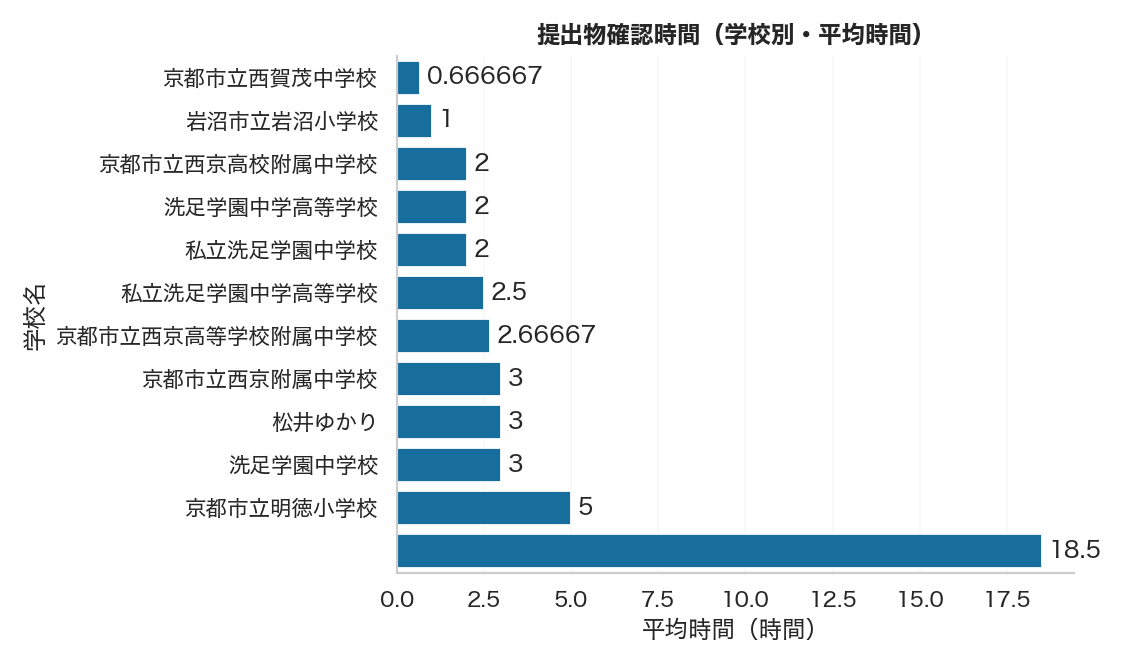 提出物確認時間（学校別・平均時間）
京都市立西賀茂中学校 0.666667
岩沼市立岩沼小学校 1
京都市立西京高校附属中学校 2
洗足学園中学高等学校 2
私立洗足学園中学校 2
私立洗足学園中学高等学校 2.5
京都市立西京高等学校附属中学校 2.66667
京都市立西京附属中学校 3
松井ゆかり 3
洗足学園中学校 3
京都市立明徳小学校 5
18.5
学校名
0.0 2.5 5.0 7.5 10.0 12.5 15.0 17.5
平均時間（時間）